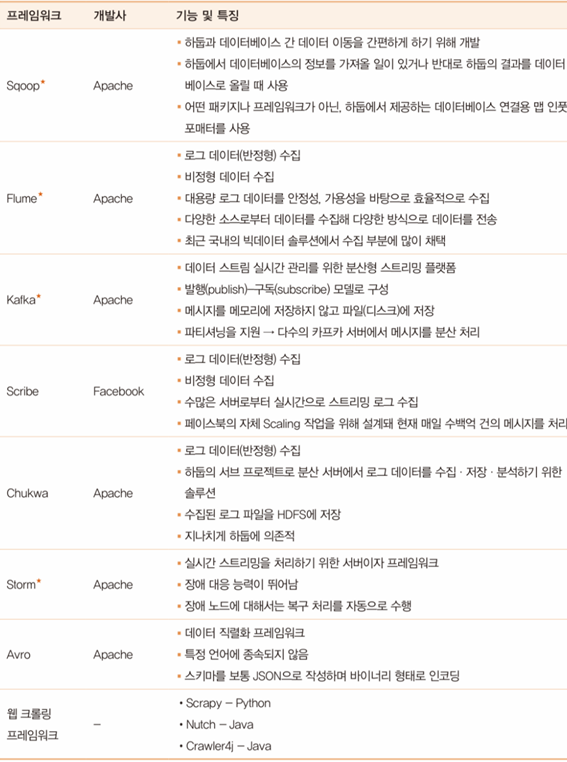 프레임워크 개발사 기능 및 특징
Sqoop★ Apache
▪ 하둡과 데이터베이스 간 데이터 이동을 간편하게 하기 위해 개발
▪ 하둡에서 데이터베이스의 정보를 가져올 일이 있거나 반대로 하둡의 결과를 데이터
베이스로 올릴 때 사용
▪ 어떤 패키지나 프레임워크가 아닌, 하둡에서 제공하는 데이터베이스 연결용 맵 인풋
포매터를 사용
Flume★ Apache
▪ 로그 데이터(반정형) 수집
▪ 비정형 데이터 수집
▪ 대용량 로그 데이터를 안정성, 가용성을 바탕으로 효율적으로 수집
▪ 다양한 소스로부터 데이터를 수집해 다양한 방식으로 데이터를 전송
▪ 최근 국내의 빅데이터 솔루션에서 수집 부분에 많이 채택
Kafka★ Apache
▪ 데이터 스트림 실시간 관리를 위한 분산형 스트리밍 플랫폼
▪ 발행(publish)–구독(subscribe) 모델로 구성
▪ 메시지를 메모리에 저장하지 않고 파일(디스크)에 저장
▪ 파티셔닝을 지원 → 다수의 카프카 서버에서 메시지를 분산 처리
Scribe Facebook
▪ 로그 데이터(반정형) 수집
▪ 비정형 데이터 수집
▪ 수많은 서버로부터 실시간으로 스트리밍 로그 수집
▪ 페이스북의 자체 Scaling 작업을 위해 설계돼 현재 매일 수백억 건의 메시지를 처리
Chukwa Apache
▪ 로그 데이터(반정형) 수집
▪ 하둡의 서브 프로젝트로 분산 서버에서 로그 데이터를 수집 · 저장 · 분석하기 위한
솔루션
▪ 수집된 로그 파일을 HDFS에 저장
▪ 지나치게 하둡에 의존적
Storm★ Apache
▪ 실시간 스트리밍을 처리하기 위한 서버이자 프레임워크
▪ 장애 대응 능력이 뛰어남
▪ 장애 노드에 대해서는 복구 처리를 자동으로 수행
Avro Apache
▪ 데이터 직렬화 프레임워크
▪ 특정 언어에 종속되지 않음
▪ 스키마를 보통 JSON으로 작성하며 바이너리 형태로 인코딩
웹 크롤링
프레임워크 –
• Scrapy – Python
• Nutch – Java
• Crawler4j – Java